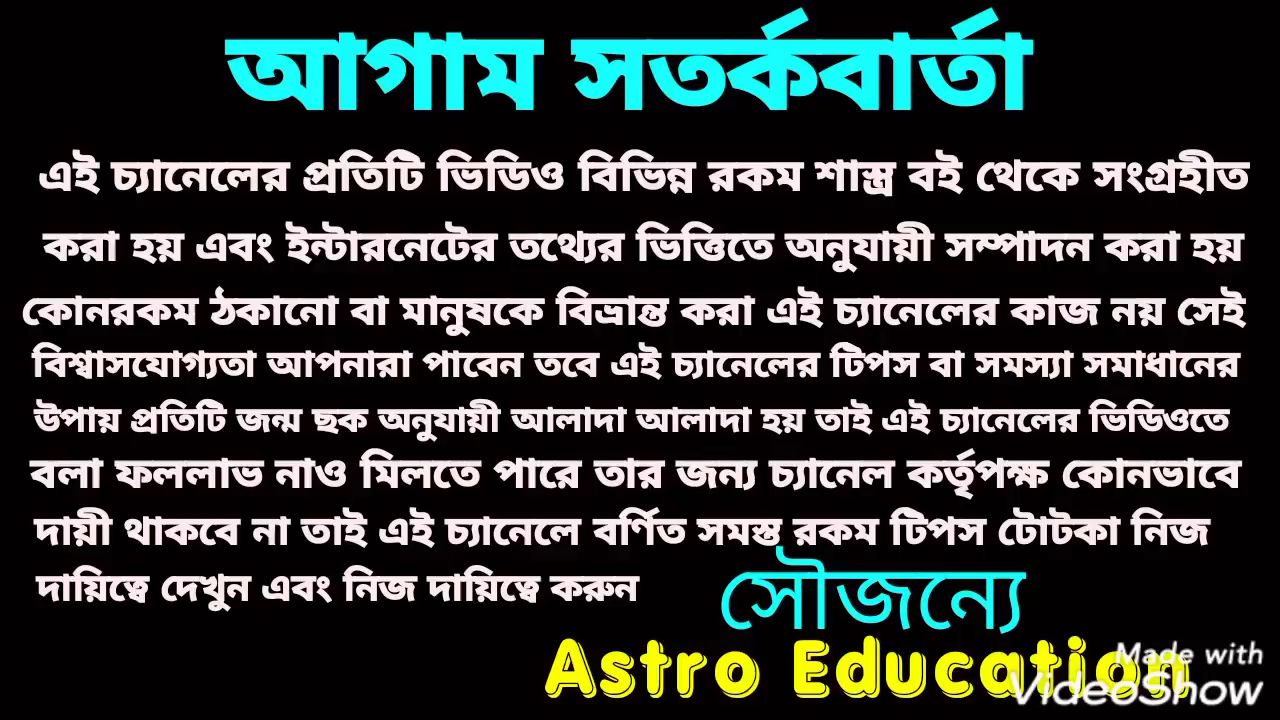 আগাম সতর্কবার্তা
এই চ্যানেলের প্রতিটি ভিডিও বিভিন্ন রকম শাস্ত্র বই থেকে সংগ্রহীত
করা হয় এবং ইন্টারনেটের তথ্যের ভিত্তিতে অনুযায়ী সম্পাদন করা হয়
কোনরকম ঠকানো বা মানুষকে বিভ্রান্ত করা এই চ্যানেলের কাজ নয় সেই
বিশ্বাসযোগ্যতা আপনারা পাবেন তবে এই চ্যানেলের টিপস বা সমস্যা সমাধানের
উপায় প্রতিটি জন্ম ছক অনুযায়ী আলাদা আলাদা হয় তাই এই চ্যানেলের ভিডিওতে
বলা ফললাভ নাও মিলতে পারে তার জন্য চ্যানেল কর্তৃপক্ষ কোনভাবে
দায়ী থাকবে না তাই এই চ্যানেলে বর্ণিত সমস্ত রকম টিপস টোটকা নিজ
দায়িত্বে দেখুন এবং নিজ দায়িত্বে করুন
সৌজন্যে
Astro Education
Made with
VideoShow